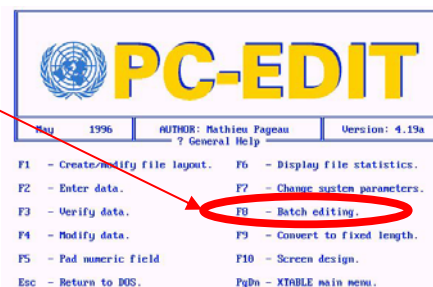 PC-EDIT
May 1996 AUTHOR: Mathieu Pageau Version: 4.19a
? General Help
F1 - Create/modify file layout. F6 - Display file statistics.
F2 - Enter data. F7 - Change system parameters.
F3 - Verify data. F8 - Batch editing.
F4 - Modify data. F9 - Convert to fixed length.
F5 - Pad numeric field F10 - Screen design.
Esc - Return to DOS. PgDn - XTABLE main menu.